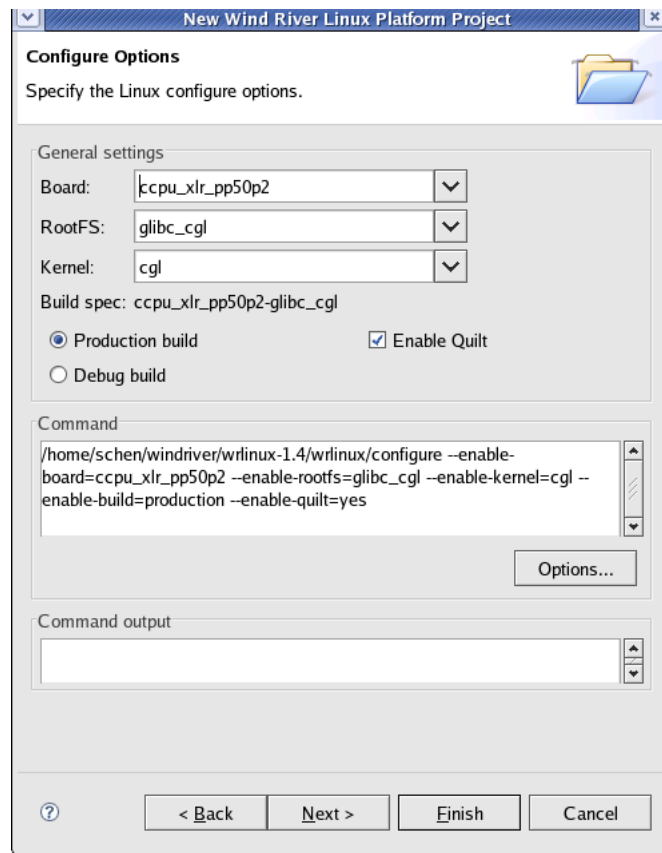 New Wind River Linux Platform Project
Configure Options
Specify the Linux configure options.
General settings
Board: ccpu_xlr_pp50p2
RootFS: glibc_cgl
Kernel: cgl
Build spec: ccpu_xlr_pp50p2-glibc_cgl
Production build Enable Quilt
Debug build
Command
/home/schen/windriver/wrlinux-1.4/wrlinux/configure --enable-
board=ccpu_xlr_pp50p2 --enable-rootfs=glibc_cgl --enable-kernel=cgl --
enable-build=production --enable-quilt=yes
Options...
Command output
? < Back Next > Finish Cancel